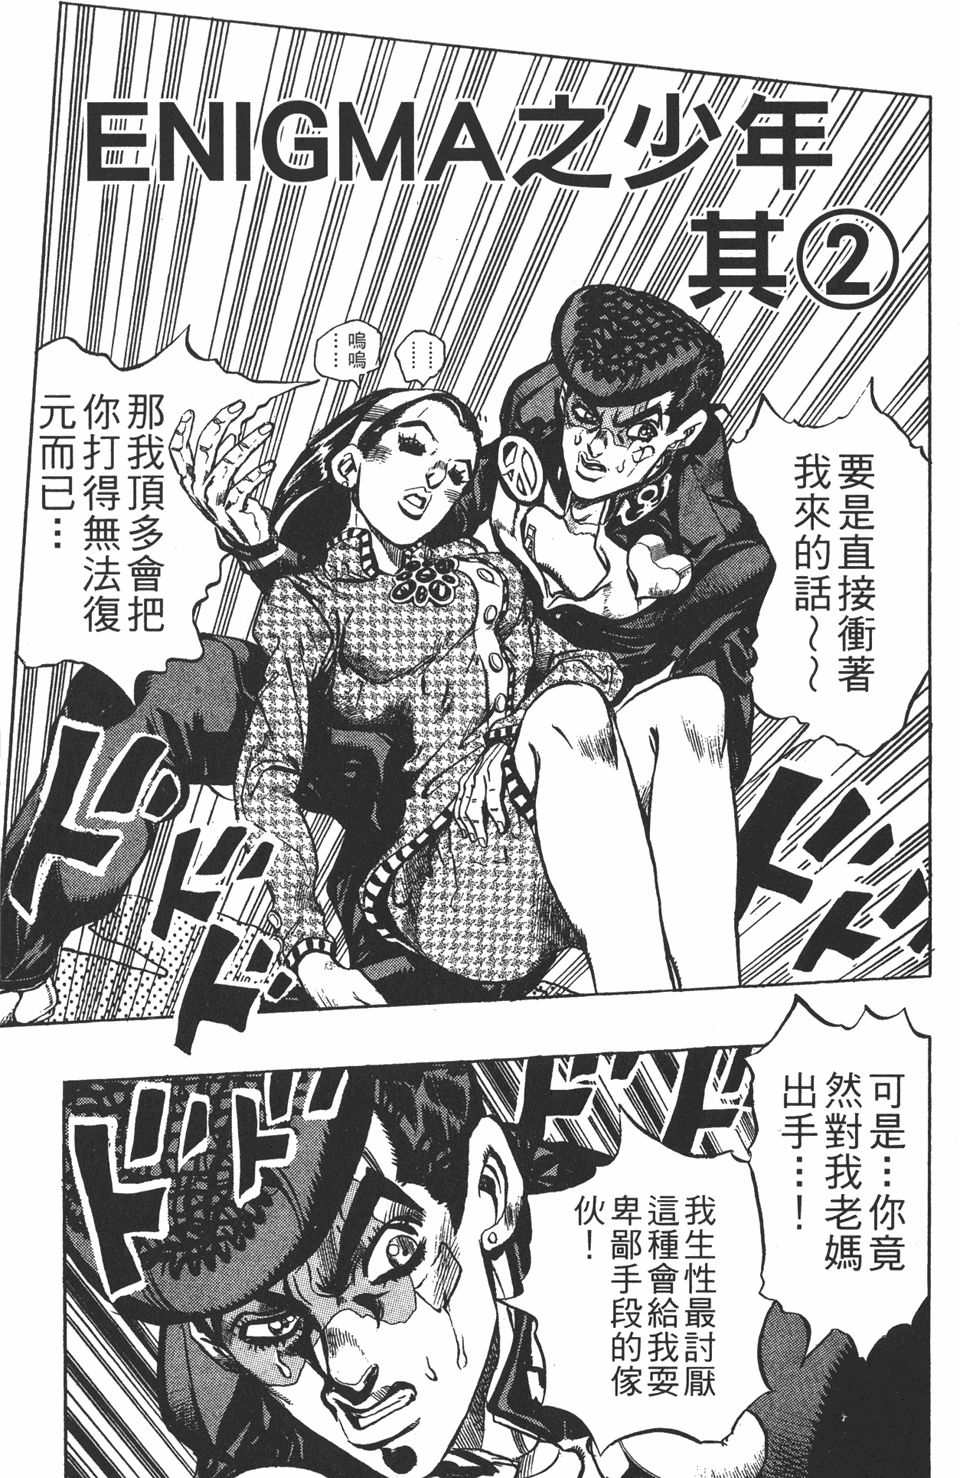 ENIGMA之少年
其②
要是直接衝著
我來的話～～
……
……嗚嗚
那我頂多會把
你打得無法復
元而已…
ドド
ドド
ドド
可是…你竟
然對我老媽
出手…！
我生性最討厭
這種會給我耍
卑鄙手段的傢
伙！
ドド
ドド